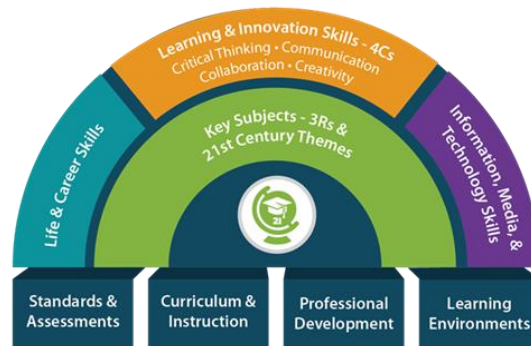 Learning & Innovation Skills - 4Cs
Critical Thinking • Communication
Collaboration • Creativity
Life & Career Skills
Key Subjects - 3Rs &
21st Century Themes
Information, Media, &
Technology Skills
21
Standards &
Assessments
Curriculum &
Instruction
Professional
Development
Learning
Environments